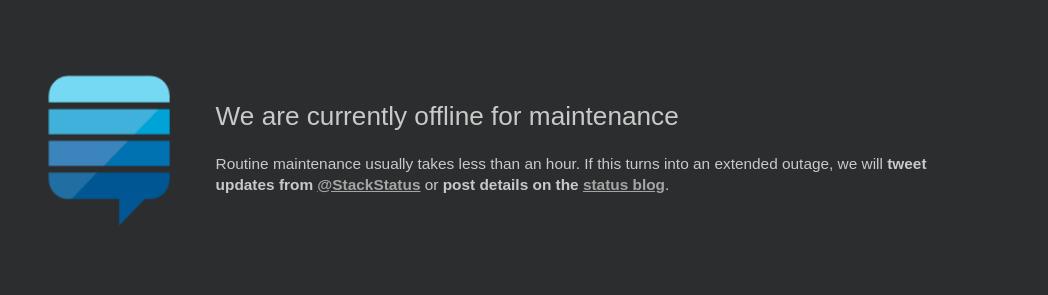 We are currently offline for maintenance
Routine maintenance usually takes less than an hour. If this turns into an extended outage, we will tweet
updates from @StackStatus or post details on the status blog.